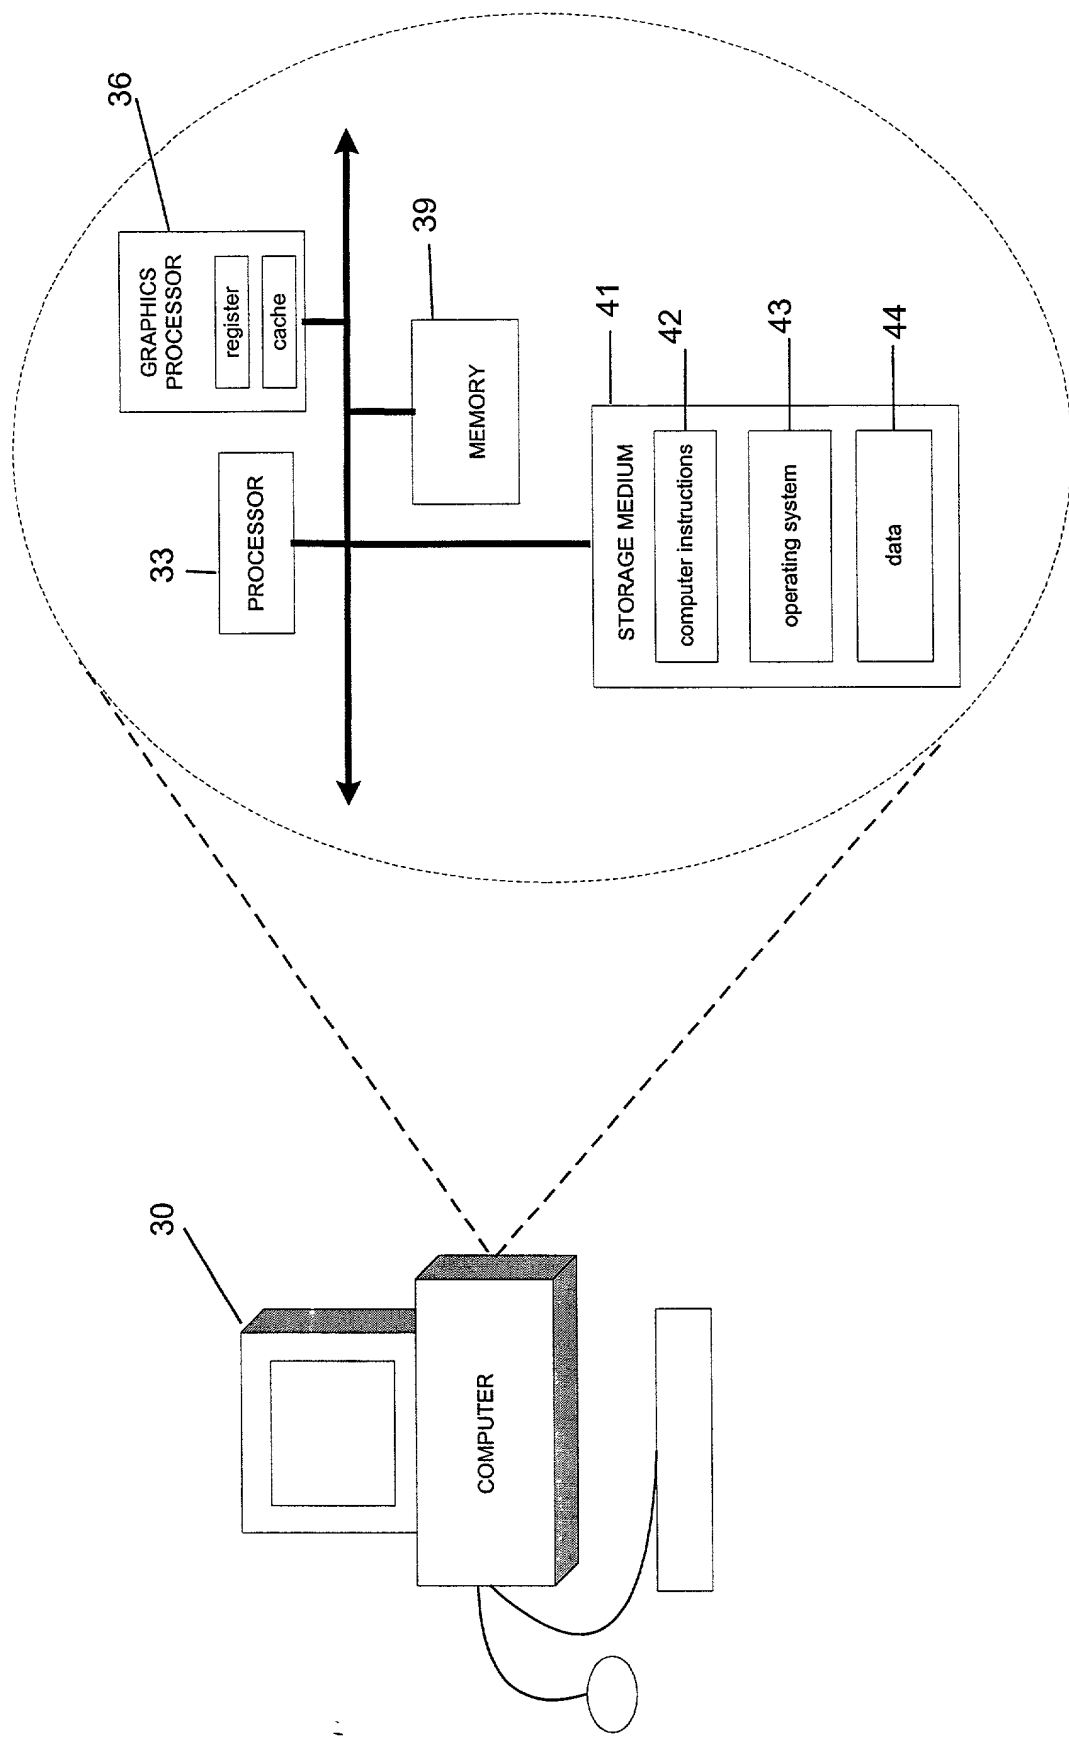 30
COMPUTER
33
PROCESSOR
36
GRAPHICS
PROCESSOR
register
cache
39
MEMORY
41
STORAGE MEDIUM
42
computer instructions
43
operating system
44
data